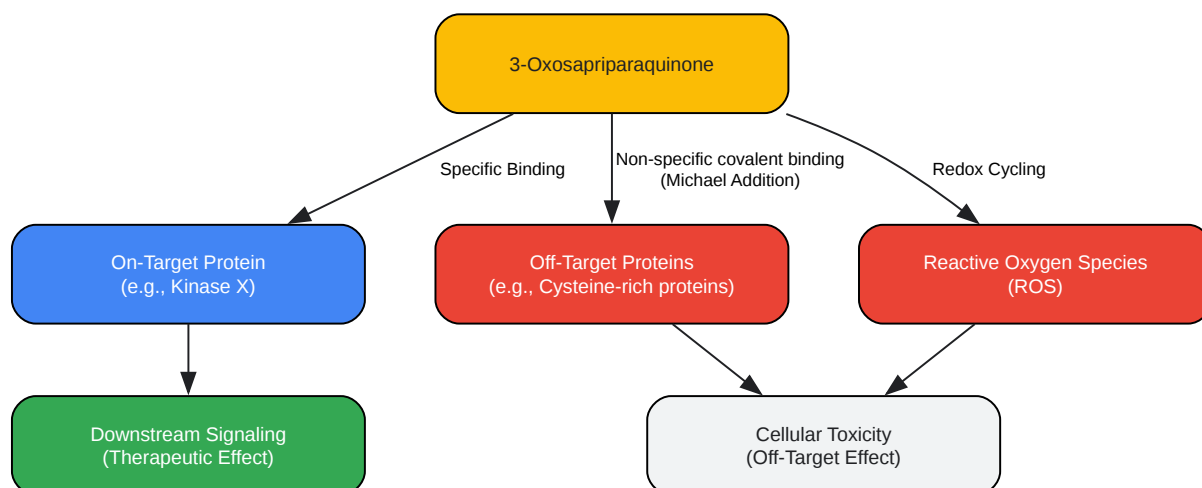 3-Oxosapriparaquinone
Specific Binding
Non-specific covalent binding
(Michael Addition)
Redox Cycling
On-Target Protein
(e.g., Kinase X)
Off-Target Proteins
(e.g., Cysteine-rich proteins)
Reactive Oxygen Species
(ROS)
Downstream Signaling
(Therapeutic Effect)
Cellular Toxicity
(Off-Target Effect)